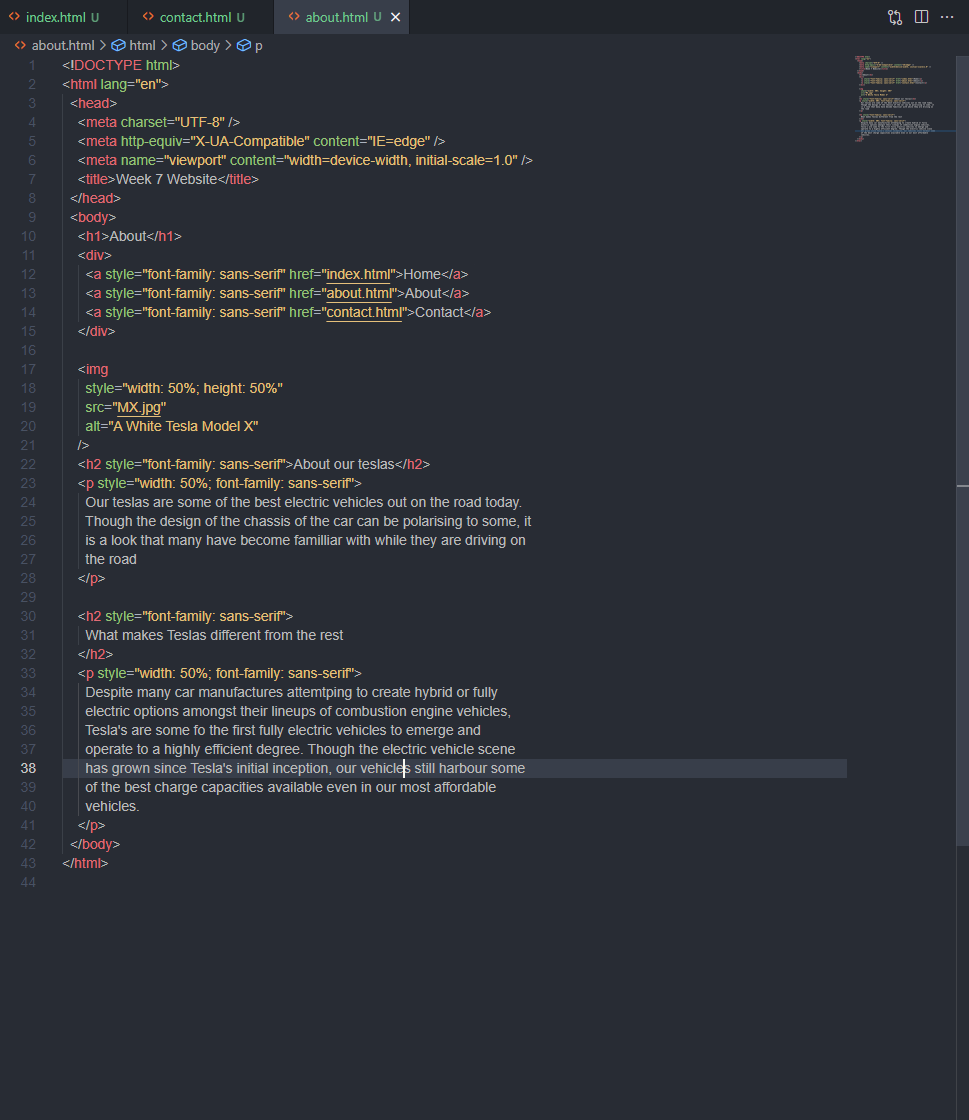 index.html U contact.html U about.html U
about.html > html > body > p
1 <!DOCTYPE html>
2 <html lang="en">
3 <head>
4 <meta charset="UTF-8" />
5 <meta http-equiv="X-UA-Compatible" content="IE=edge" />
6 <meta name="viewport" content="width=device-width, initial-scale=1.0" />
7 <title>Week 7 Website</title>
8 </head>
9 <body>
10 <h1>About</h1>
11 <div>
12 <a style="font-family: sans-serif" href="index.html">Home</a>
13 <a style="font-family: sans-serif" href="about.html">About</a>
14 <a style="font-family: sans-serif" href="contact.html">Contact</a>
15 </div>
16
17 <img
18 style="width: 50%; height: 50%"
19 src="MX.jpg"
20 alt="A White Tesla Model X"
21 />
22 <h2 style="font-family: sans-serif">About our teslas</h2>
23 <p style="width: 50%; font-family: sans-serif">
24 Our teslas are some of the best electric vehicles out on the road today.
25 Though the design of the chassis of the car can be polarising to some, it
26 is a look that many have become familliar with while they are driving on
27 the road
28 </p>
29
30 <h2 style="font-family: sans-serif">
31 What makes Teslas different from the rest
32 </h2>
33 <p style="width: 50%; font-family: sans-serif">
34 Despite many car manufactures attemtping to create hybrid or fully
35 electric options amongst their lineups of combustion engine vehicles,
36 Tesla's are some fo the first fully electric vehicles to emerge and
37 operate to a highly efficient degree. Though the electric vehicle scene
38 has grown since Tesla's initial inception, our vehicles still harbour some
39 of the best charge capacities available even in our most affordable
40 vehicles.
41 </p>
42 </body>
43 </html>
44